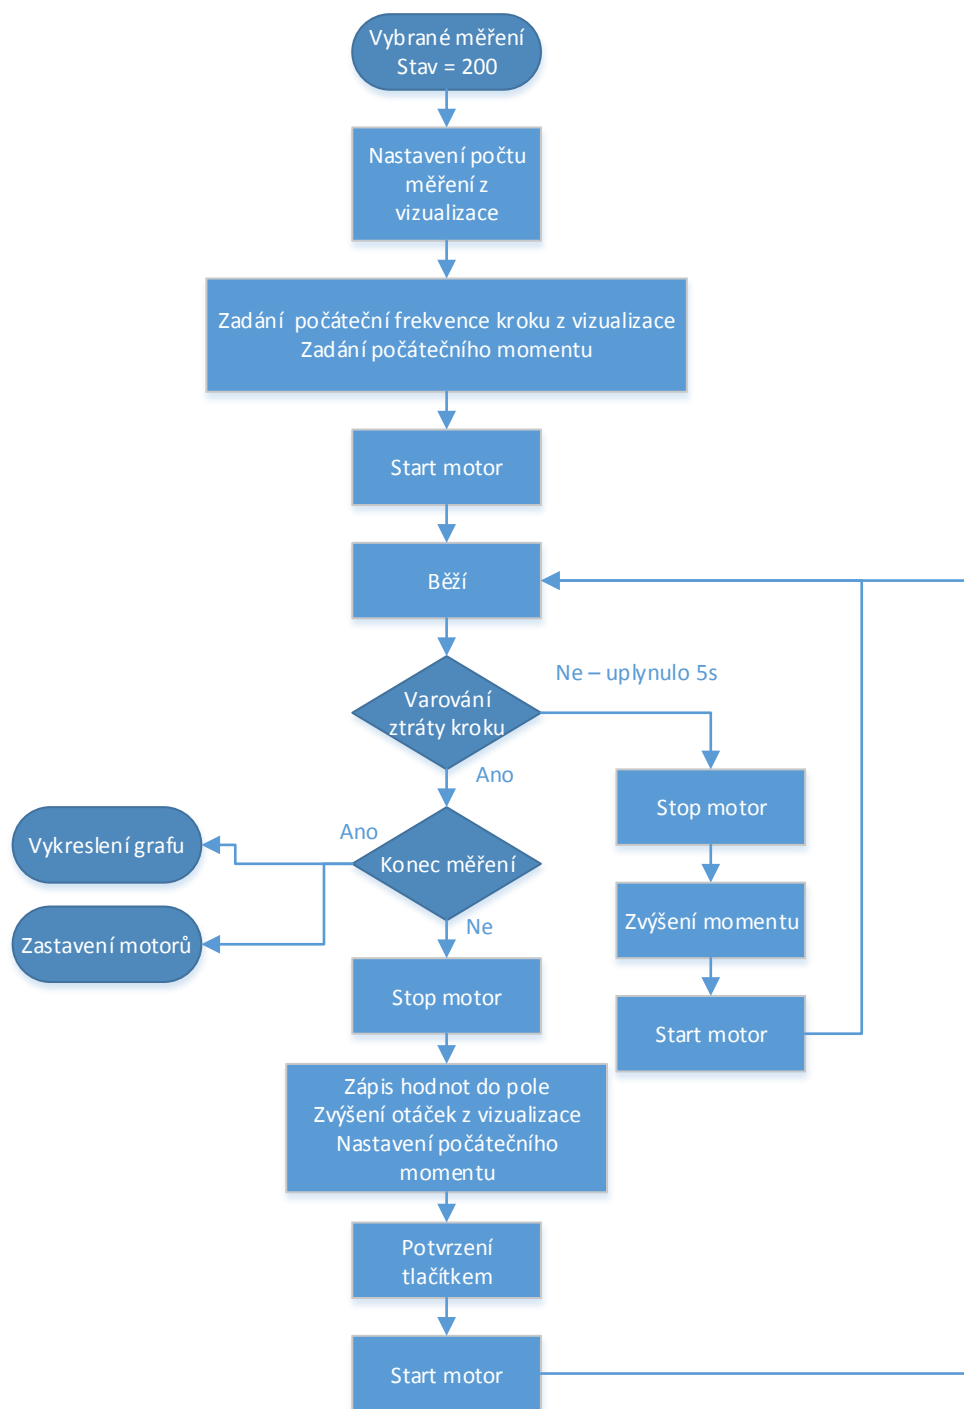 Vybrané měření
Stav = 200
Nastavení počtu
měření z
vizualizace
Zadání  počáteční frekvence kroku z vizualizace
Zadání počátečního momentu
Start motor
Běží
Varování
ztráty kroku
Ne – uplynulo 5s
Ano
Stop motor
Zvýšení momentu
Start motor
Konec měření
Ano
Vykreslení grafu
Zastavení motorů
Ne
Stop motor
Zápis hodnot do pole
Zvýšení otáček z vizualizace
Nastavení počátečního
momentu
Potvrzení
tlačítkem
Start motor